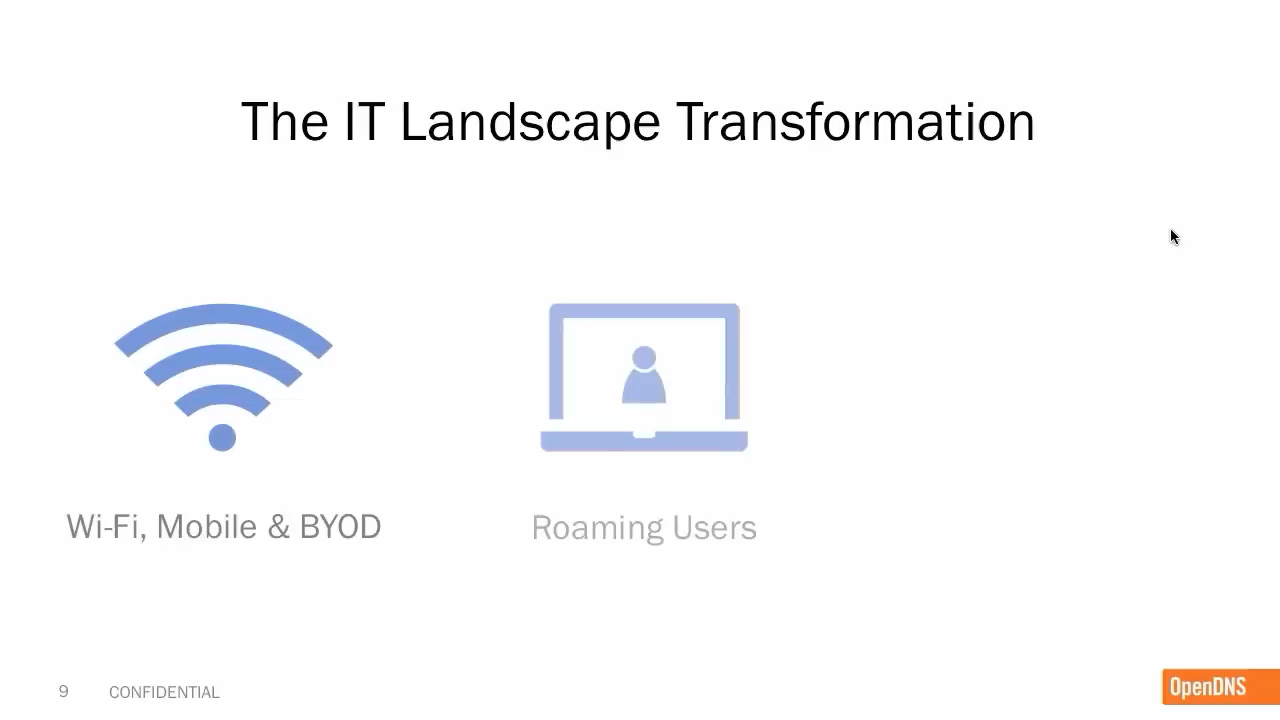 The IT Landscape Transformation
Wi-Fi, Mobile & BYOD
Roaming Users
9 CONFIDENTIAL
OpenDNS